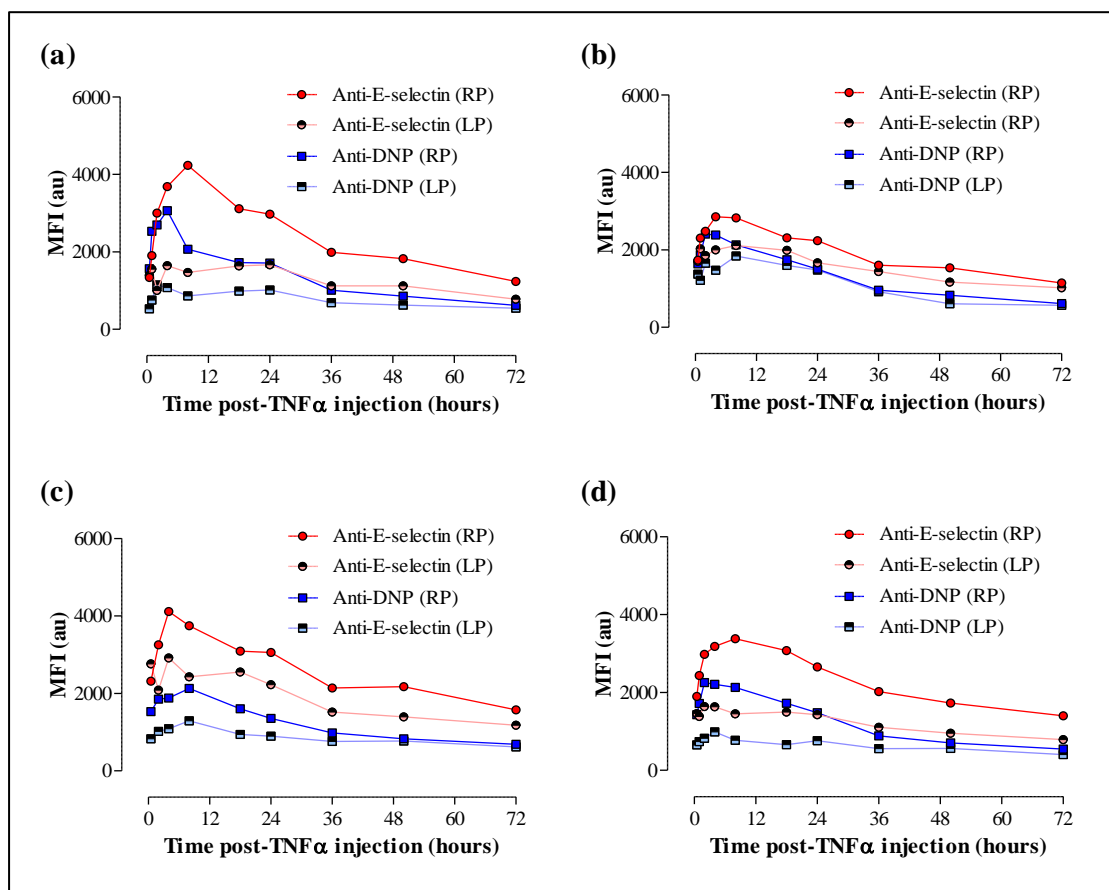 (a)
Anti-E-selectin (RP)
Anti-E-selectin (LP)
Anti-DNP (RP)
Anti-DNP (LP)
MFI (au)
6000
4000
2000
0
0 12 24 36 48 60 72
Time post-TNFα injection (hours)
(b)
Anti-E-selectin (RP)
Anti-E-selectin (RP)
Anti-DNP (RP)
Anti-DNP (LP)
MFI (au)
6000
4000
2000
0
0 12 24 36 48 60 72
Time post-TNFα injection (hours)
(c)
Anti-E-selectin (RP)
Anti-E-selectin (LP)
Anti-DNP (RP)
Anti-E-selectin (LP)
MFI (au)
6000
4000
2000
0
0 12 24 36 48 60 72
Time post-TNFα injection (hours)
(d)
Anti-E-selectin (RP)
Anti-E-selectin (LP)
Anti-DNP (RP)
Anti-DNP (LP)
MFI (au)
6000
4000
2000
0
0 12 24 36 48 60 72
Time post-TNFα injection (hours)